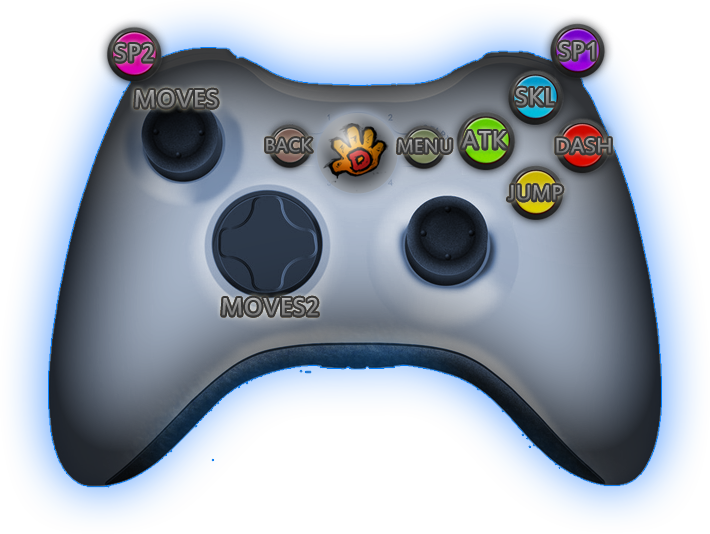 SP2
SP1
MOVES
SKL
BACK
D
MENU
ATK
DASH
JUMP
MOVES2